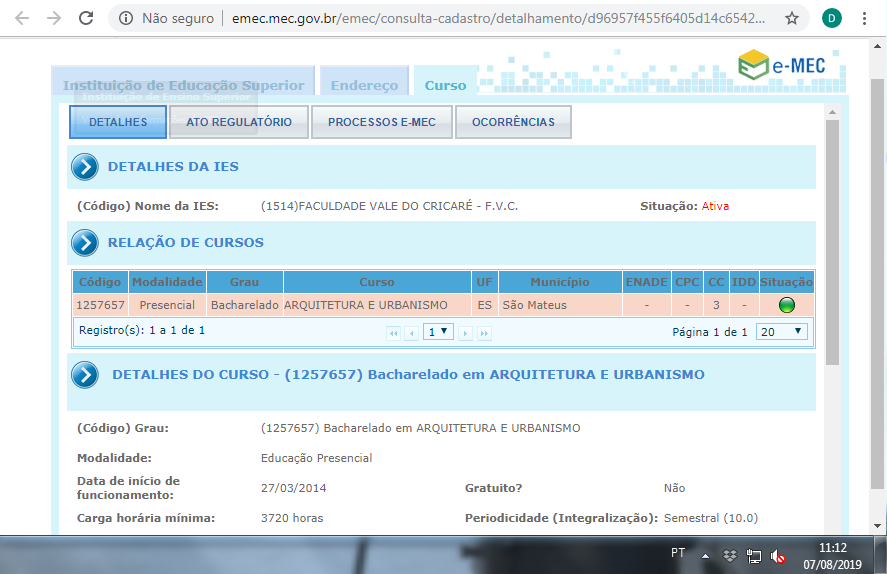 Não seguro | emec.mec.gov.br/emec/consulta-cadastro/detalhamento/d96957f455f6405d14c6542...
D
e-MEC
Instituição de Educação Superior Endereço Curso
Instituição de Ensino Superior
DETALHES ATO REGULATÓRIO PROCESSOS E-MEC OCORRÊNCIAS
DETALHES DA IES
(Código) Nome da IES: (1514)FACULDADE VALE DO CRICARÉ - F.V.C. Situação: Ativa
RELAÇÃO DE CURSOS
Código Modalidade Grau Curso UF Município ENADE CPC CC IDD Situação
1257657 Presencial Bacharelado ARQUITETURA E URBANISMO ES São Mateus - - 3 -
Registro(s): 1 a 1 de 1 1 Página 1 de 1 20
DETALHES DO CURSO - (1257657) Bacharelado em ARQUITETURA E URBANISMO
(Código) Grau: (1257657) Bacharelado em ARQUITETURA E URBANISMO
Modalidade: Educação Presencial
Data de início de
funcionamento: 27/03/2014 Gratuito? Não
Carga horária mínima: 3720 horas Periodicidade (Integralização): Semestral (10.0)
PT 11:12
07/08/2019